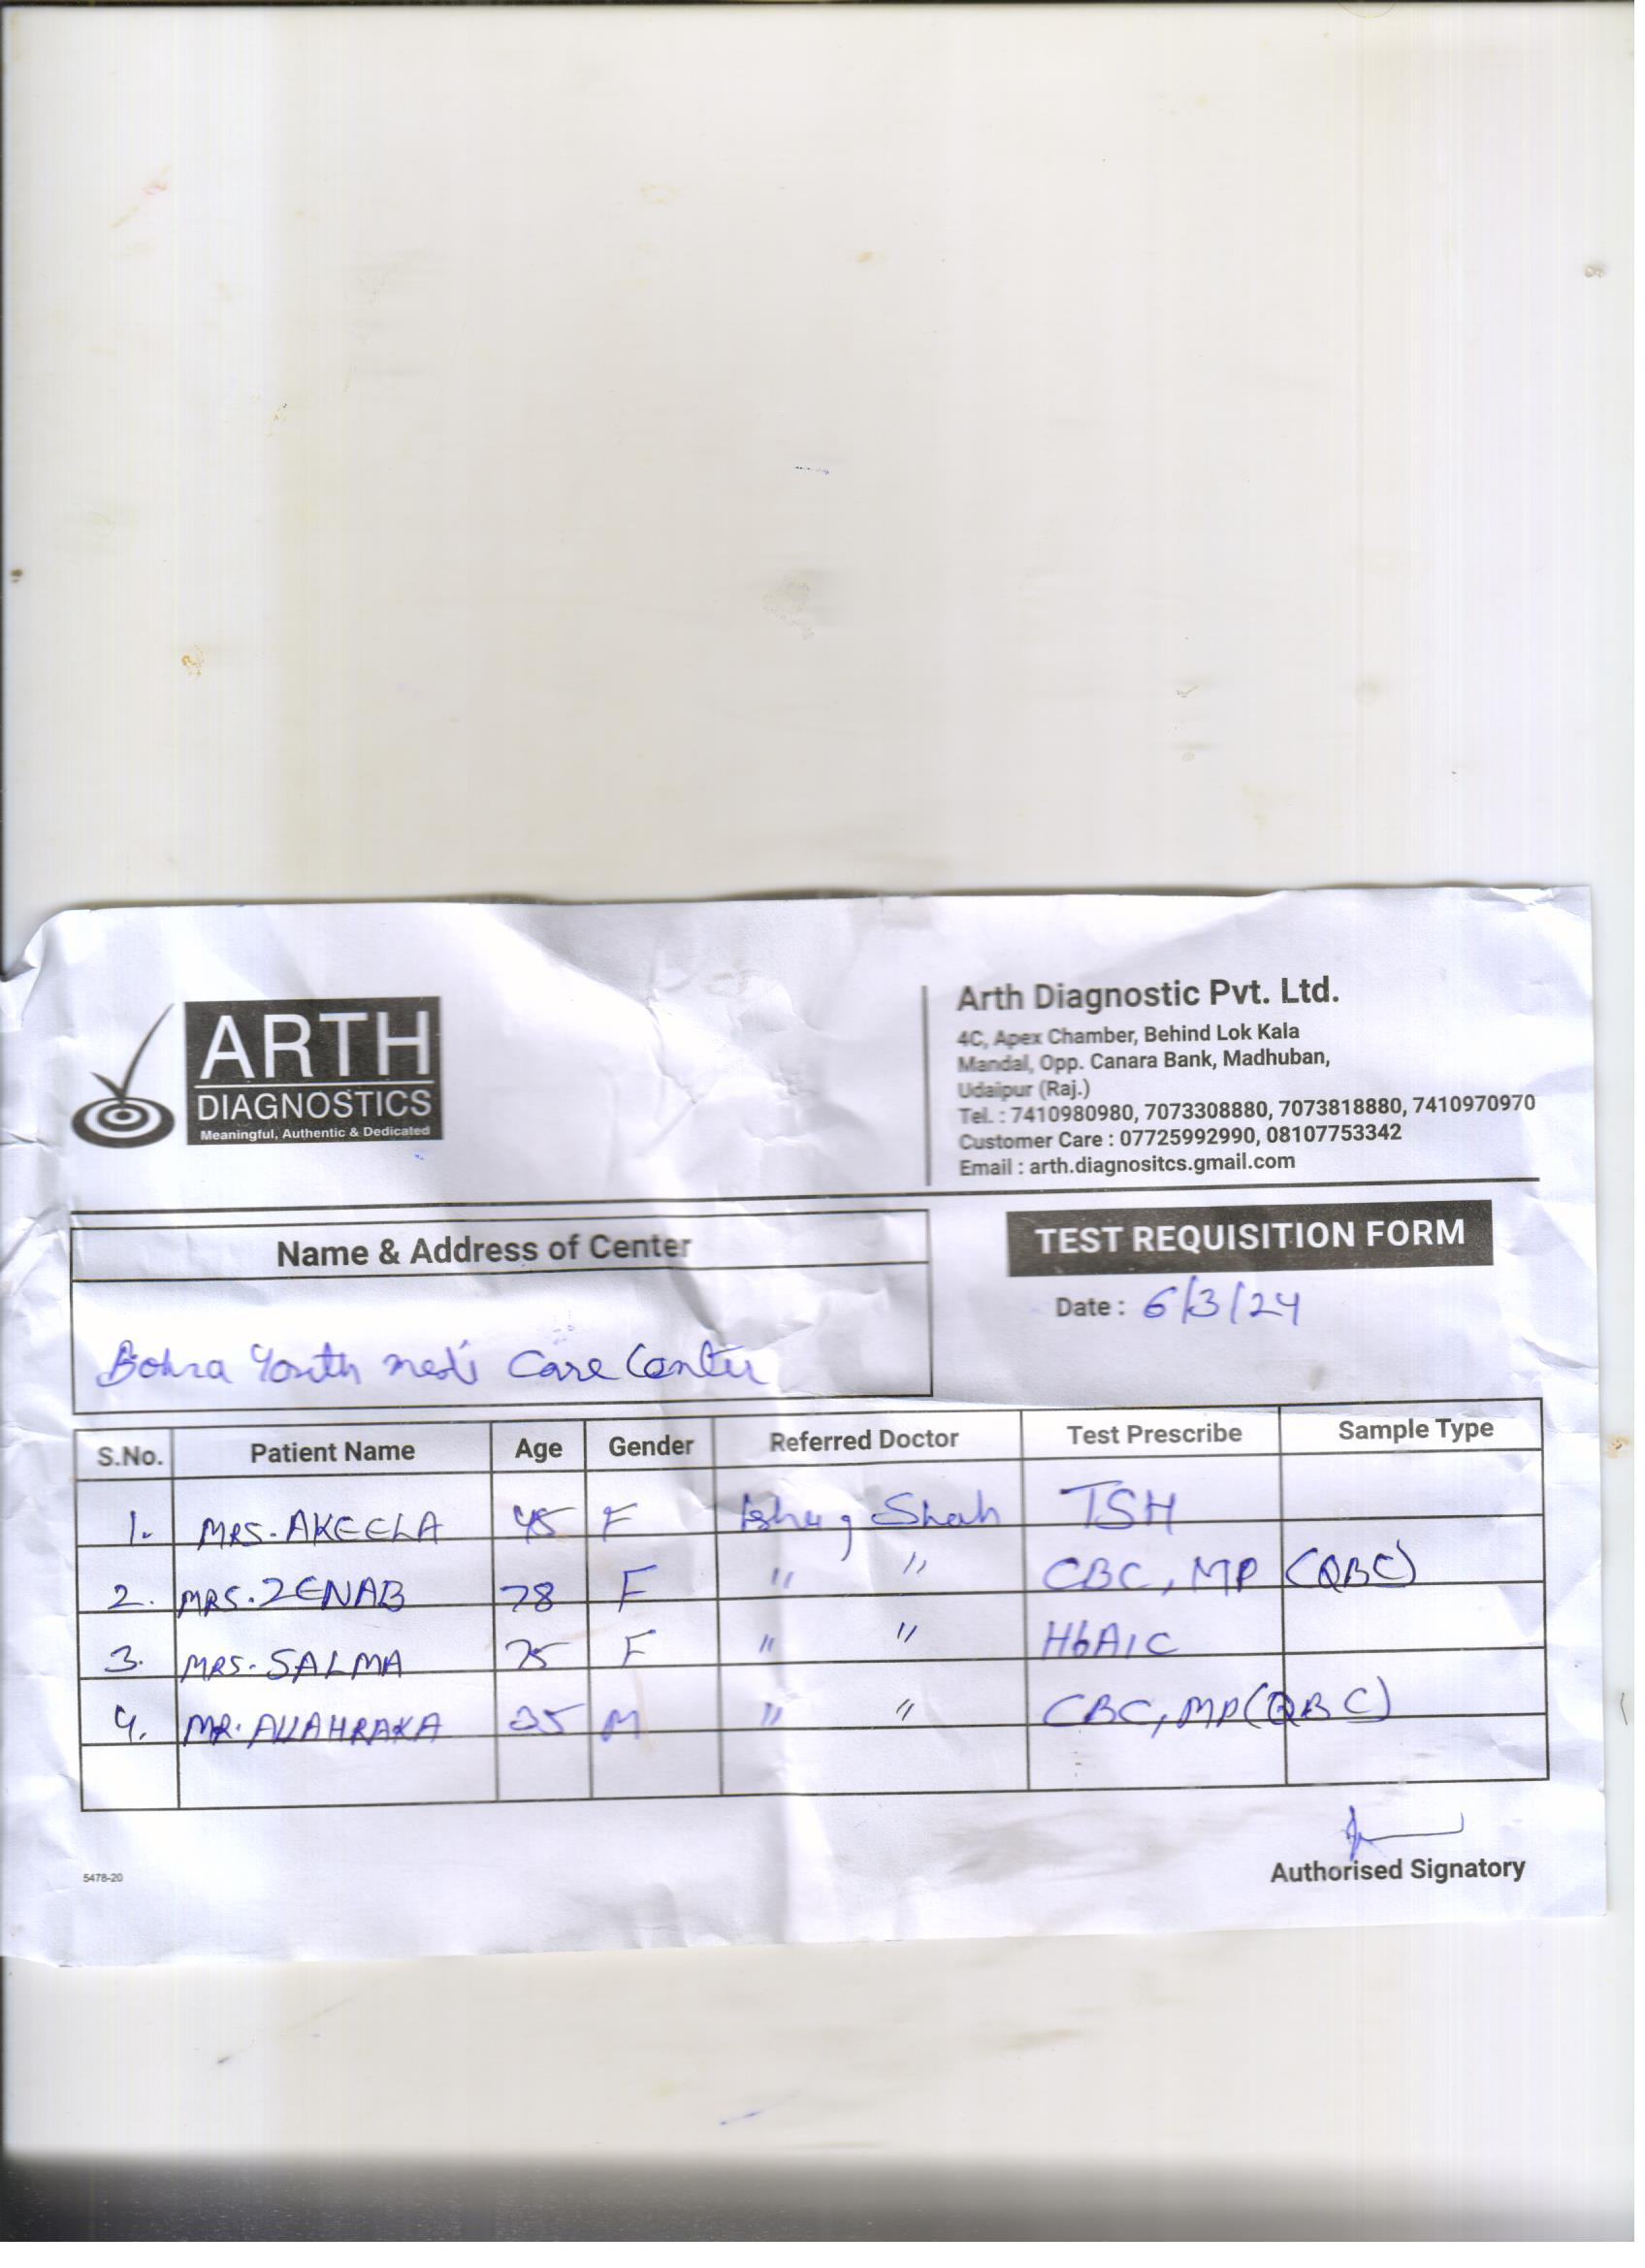 ARTH
DIAGNOSTICS
Meaningful, Authentic & Dedicated
Arth Diagnostic Pvt. Ltd.
4C, Apex Chamber, Behind Lok Kala
Mandal, Opp. Canara Bank, Madhuban,
Udaipur (Raj.)
Tel. : 7410980980, 7073308880, 7073818880, 7410970970
Customer Care : 07725992990, 08107753342
Email : arth.diagnositcs.gmail.com
Name & Address of Center
TEST REQUISITION FORM
Date : 6/3/24
Bohra Youth Medi Care Center
S.No. Patient Name Age Gender Referred Doctor Test Prescribe Sample Type
1. MRS. AKEELA 45 F Shah TSH
2. MRS. ZENAB 78 F " " CBC, MP (QBC)
3. MRS. SALMA 75 F " " HbA1C
4. MR. ALLAHRAKA M " " CBC, MP (QBC)
Authorised Signatory
5478-20